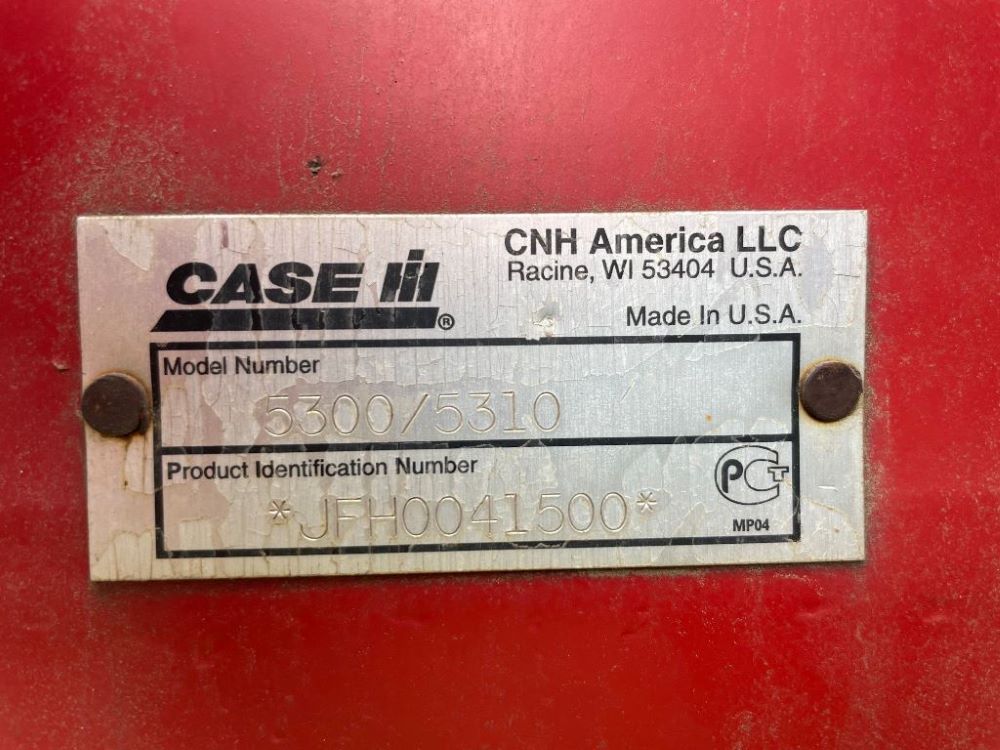 CNH America LLC
CASE IH ®
Racine, WI 53404 U.S.A.
Made In U.S.A.
Model Number
5300/5310
Product Identification Number
*JFH0041500*
PCT
MP04